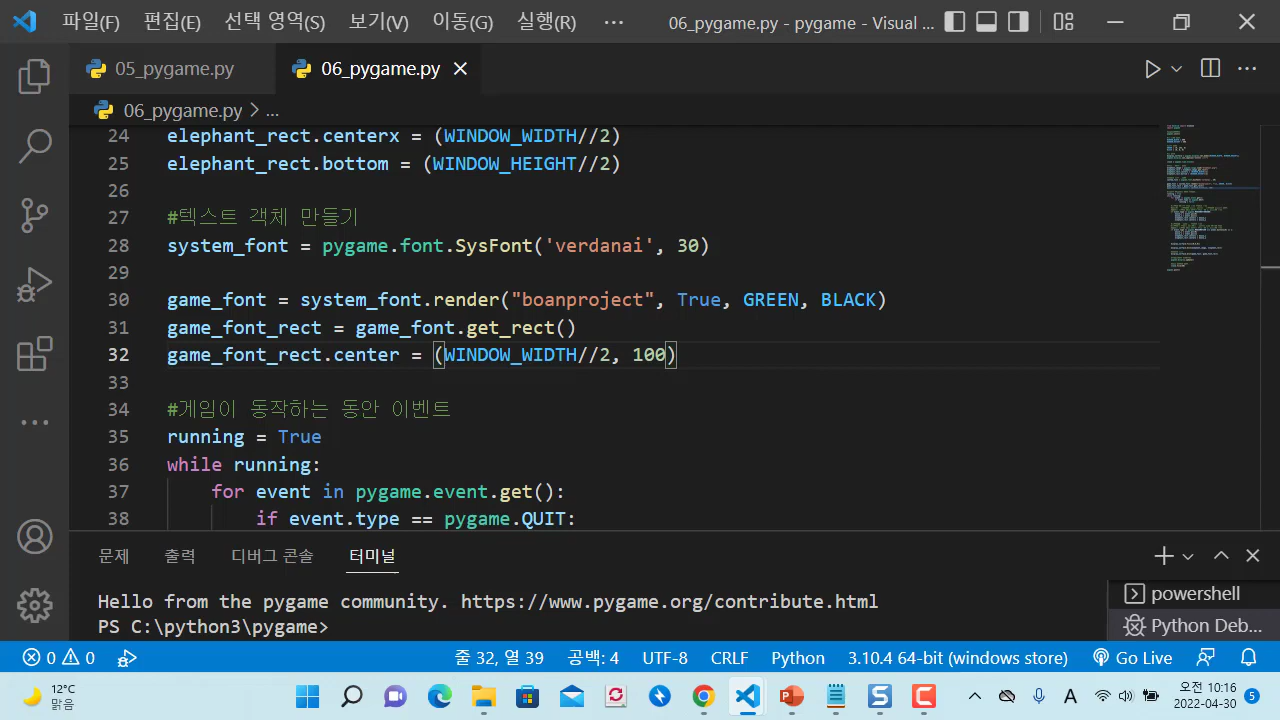 파일(F) 편집(E) 선택 영역(S) 보기(V) 이동(G) 실행(R) ··· 06_pygame.py - pygame - Visual ...
05_pygame.py 06_pygame.py
06_pygame.py > ...
24 elephant_rect.centerx = (WINDOW_WIDTH//2)
25 elephant_rect.bottom = (WINDOW_HEIGHT//2)
26
27 #텍스트 객체 만들기
28 system_font = pygame.font.SysFont('verdanai', 30)
29
30 game_font = system_font.render("boanproject", True, GREEN, BLACK)
31 game_font_rect = game_font.get_rect()
32 game_font_rect.center = (WINDOW_WIDTH//2, 100)
33
34 #게임이 동작하는 동안 이벤트
35 running = True
36 while running:
37 for event in pygame.event.get():
38 if event.type == pygame.QUIT:
문제 출력 디버그 콘솔 터미널
Hello from the pygame community. https://www.pygame.org/contribute.html
PS C:\python3\pygame>
powershell
Python Deb...
0 0 줄 32, 열 39 공백: 4 UTF-8 CRLF Python 3.10.4 64-bit (windows store) Go Live
12°C
맑음
A
오전 10:16
2022-04-30
5